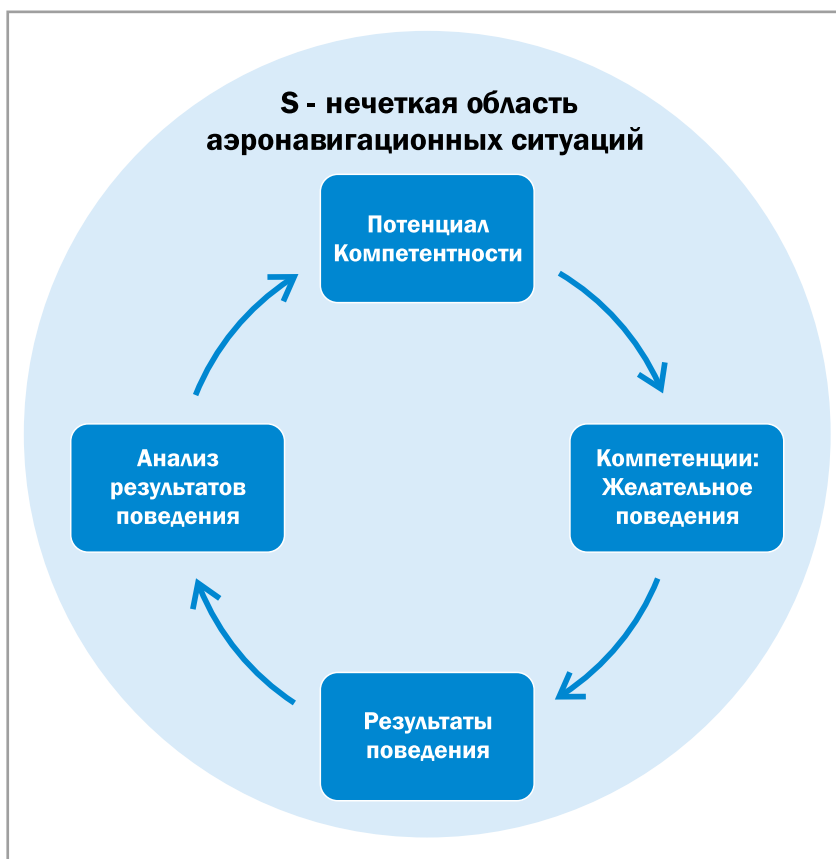 S - нечеткая область
аэронавигационных ситуаций
Потенциал
Компетентности
Компетенции:
Желательное
поведения
Результаты
поведения
Анализ
результатов
поведения